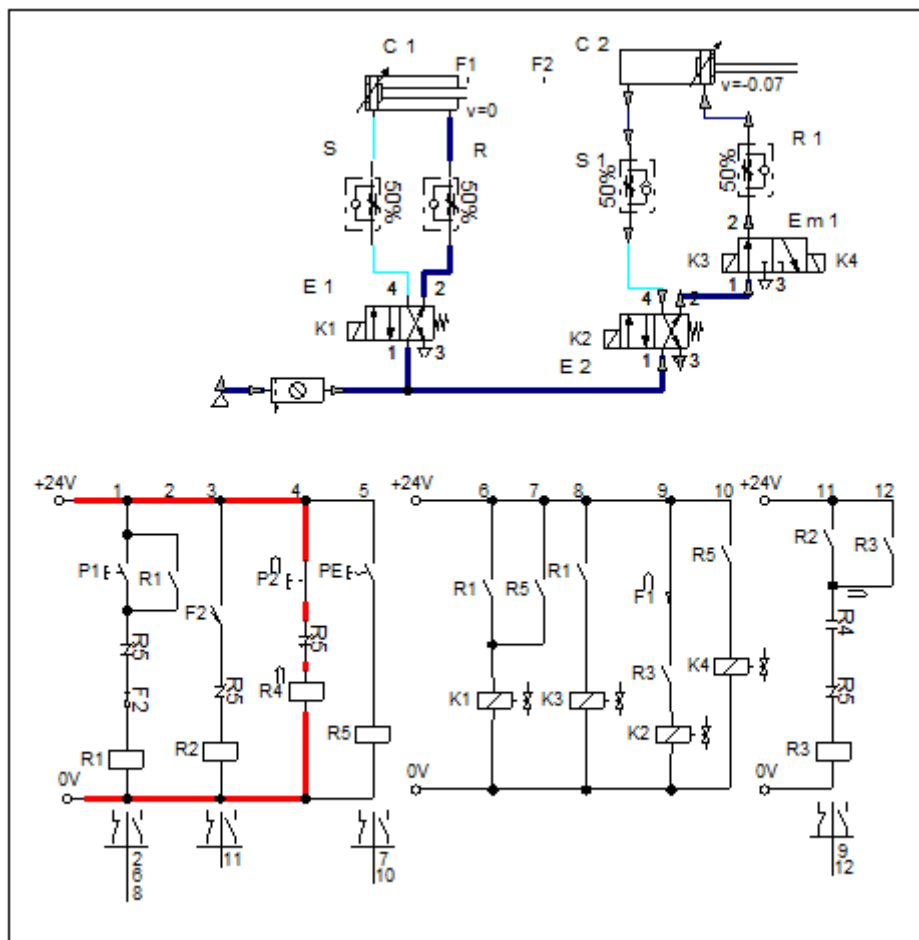 C 1 F1 F2 C 2
v=0 v=-0.07
S R S 1 R 1
50% 50% 50% 50%
2 E m 1
K3 K4
E 1 4 2 4 2 1 3
K1 K2
1 3 E 2 1 3
+24V 1 2 3 4 5 +24V 6 7 8 9 10 +24V 11 12
P1 R1 P2 PE R1 R5 R1 F1 R5 R2 R3
R5 F2 R5 R3 R4
F2 R5 R4 K1 K3 K4 R5
R1 R2 R5 K2 R3
0V 0V 0V
2 11 7 9
6 10 12
8